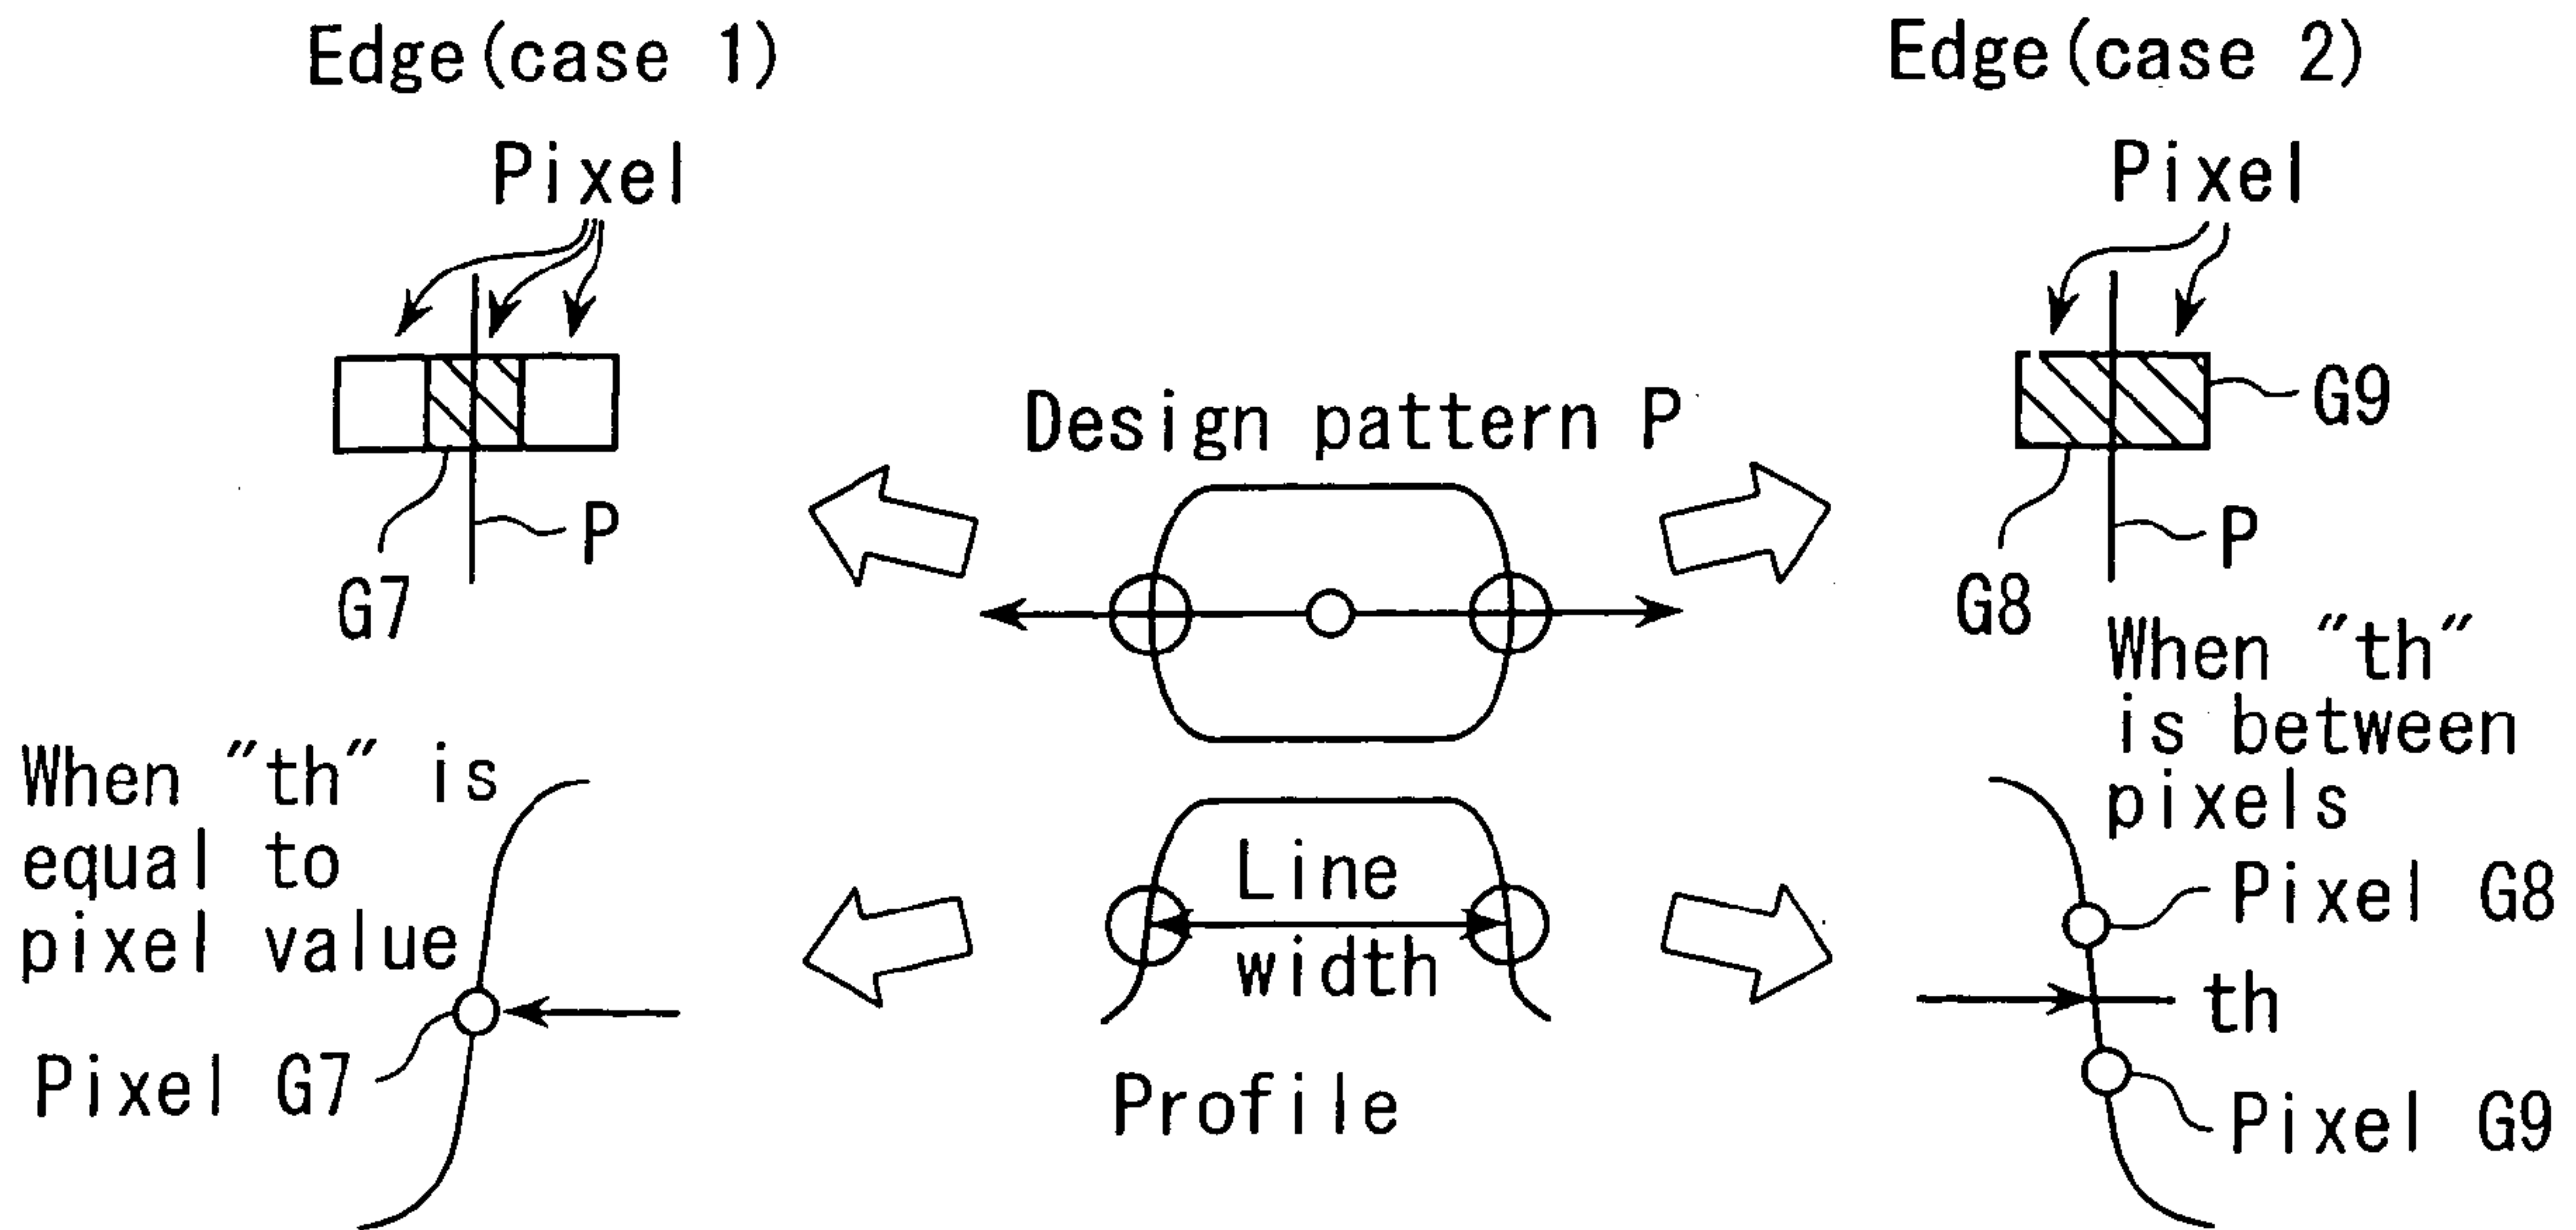 Edge(case 1)
Pixel
G7
P
When "th" is
equal to
pixel value
Pixel G7
Design pattern P
Line
width
Profile
Edge(case 2)
Pixel
G9
P
G8
When "th"
is between
pixels
Pixel G8
th
Pixel G9